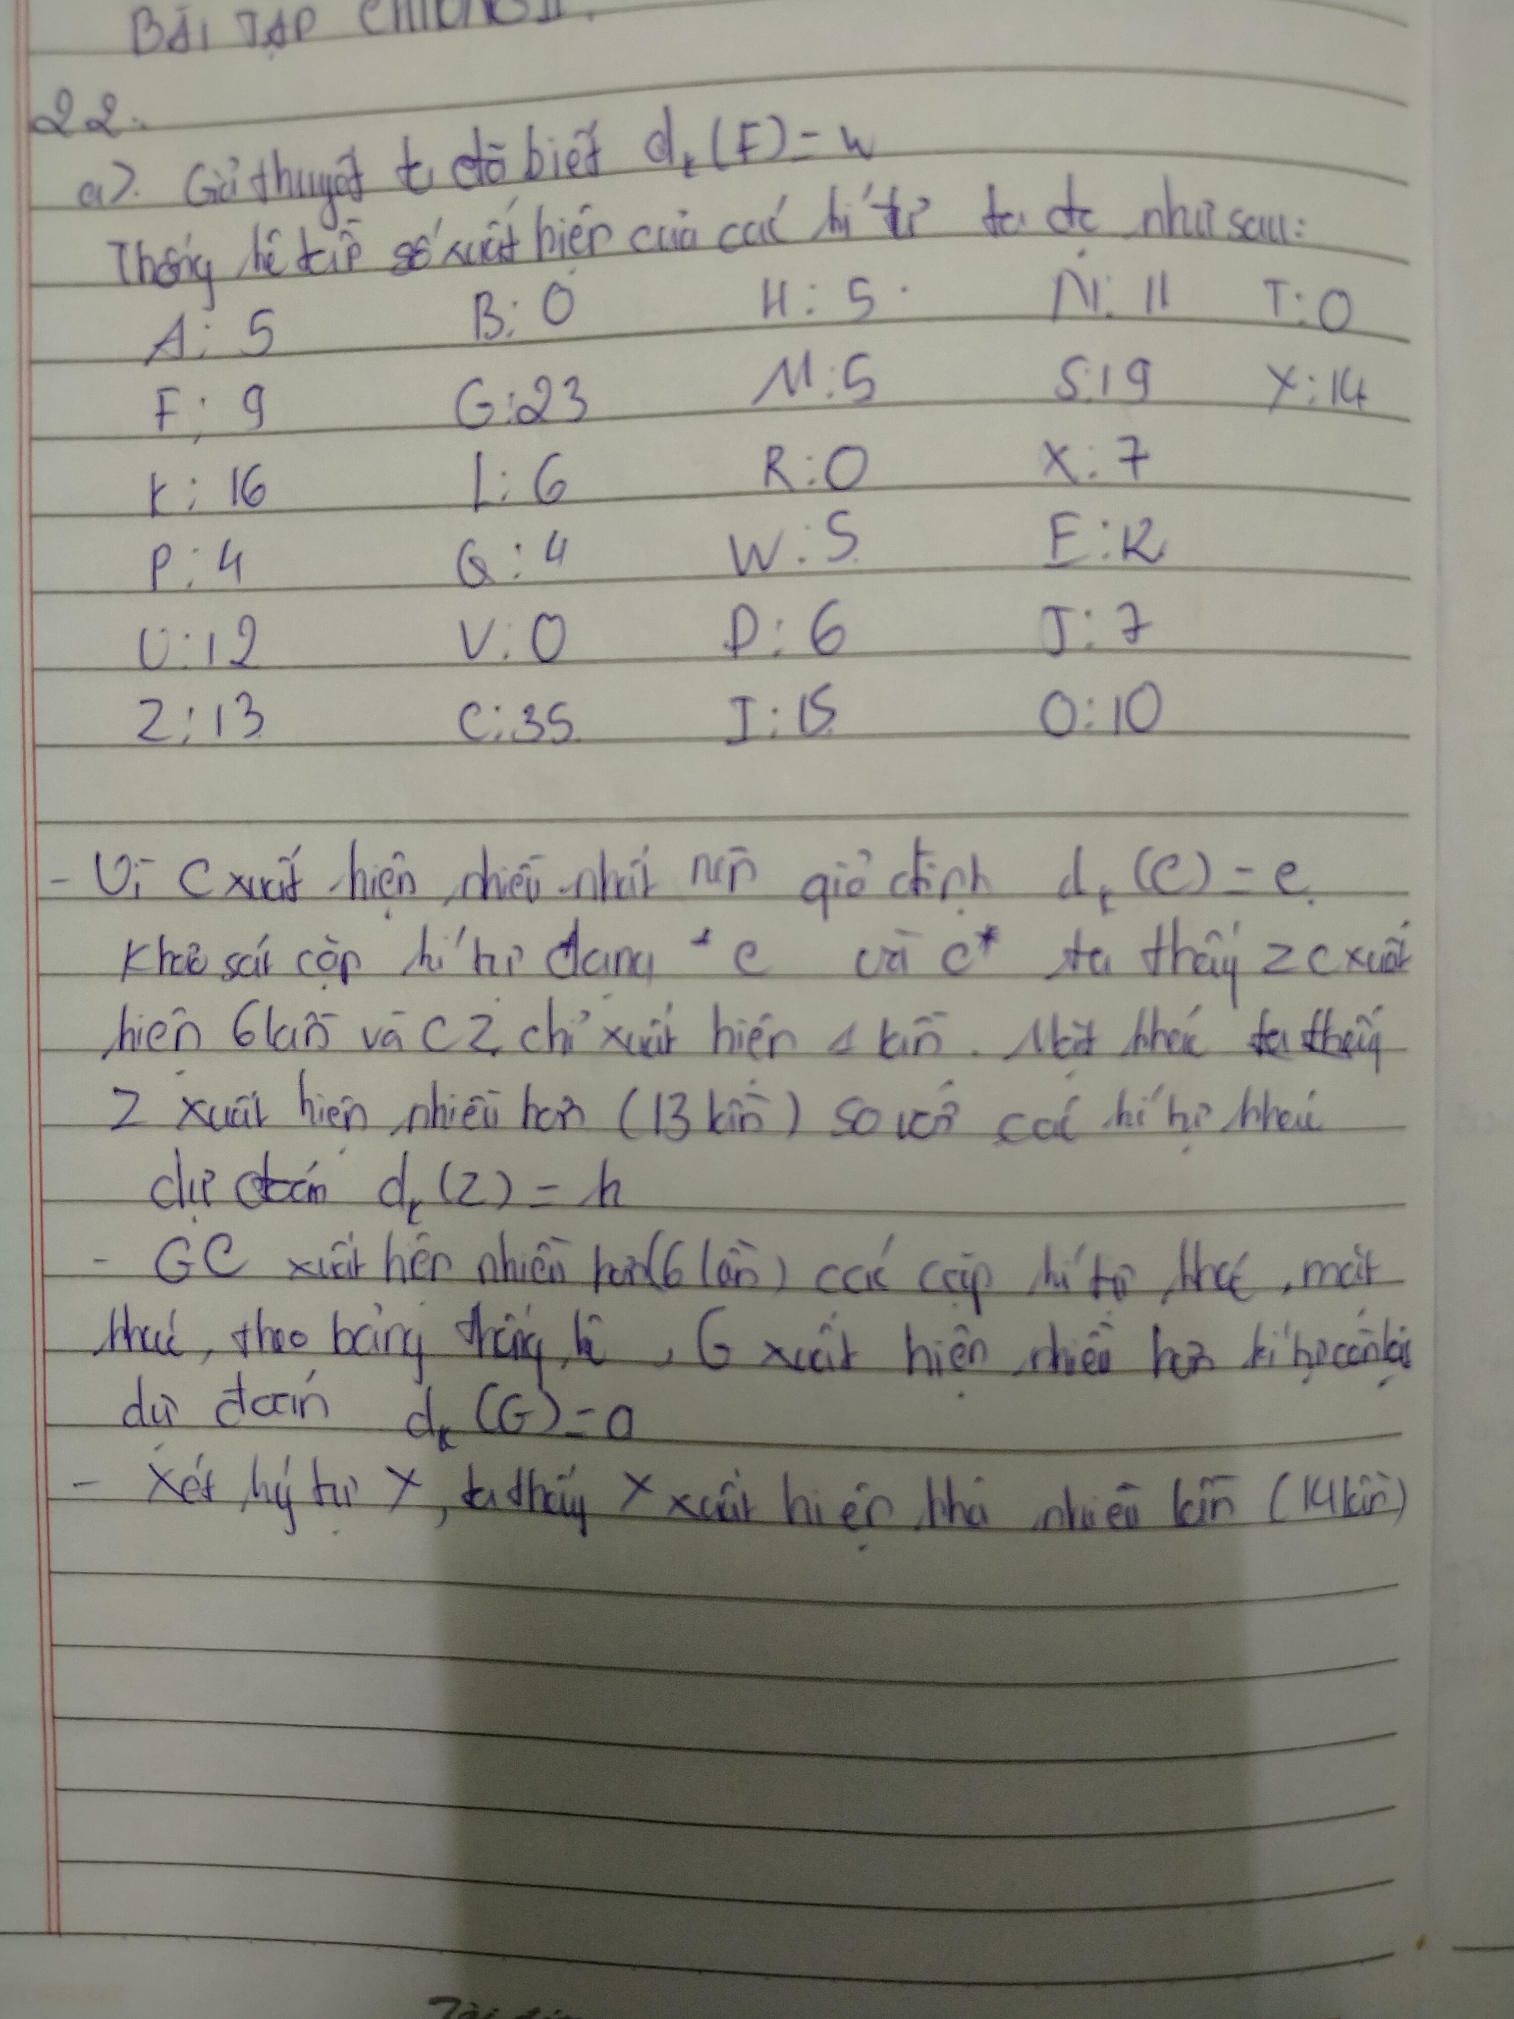 BÀI TẬP CHƯƠNG II.
22.
a). Giả thuyết ta đã biết dk(F) = w
Thống kê tần số xuất hiện của các kí tự ta đc như sau:
A: 5 B: 0 H: 5 N: 11 T: 0
F: 9 G: 23 M: 5 S: 19 Y: 14
K: 16 L: 6 R: 0 X: 7
P: 4 Q: 4 W: 5 E: 12
U: 12 V: 0 D: 6 J: 7
Z: 13 C: 35 I: 15 O: 10
- Vì C xuất hiện nhiều nhất nên giả định dk(C) = e.
Khảo sát cặp kí tự dạng *c và c* ta thấy ZC xuất
hiện 6 lần và CZ chỉ xuất hiện 1 lần. Mặt khác ta thấy
Z xuất hiện nhiều hơn (13 lần) so với các kí tự khác
dự đoán dk(Z) = h
- GC xuất hiện nhiều hơn (6 lần) các cặp kí tự khác, mặt
khác, theo bảng thống kê, G xuất hiện nhiều hơn kí tự còn lại
dự đoán dk(G) = a
- Xét ký tự Y, ta thấy Y xuất hiện khá nhiều lần (14 lần)